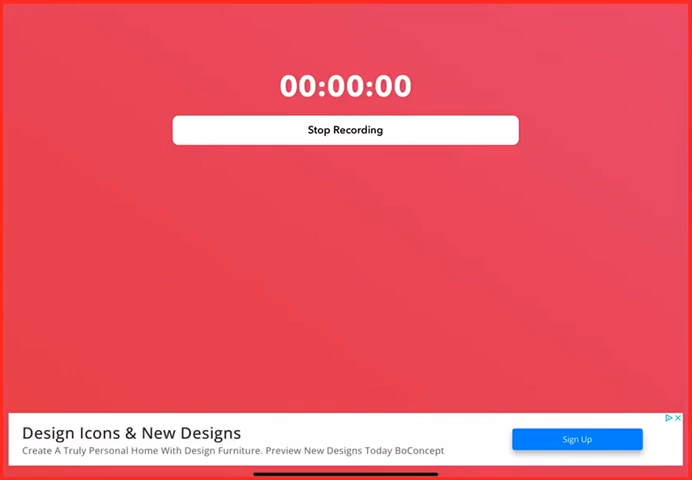 00:00:00
Stop Recording
Design Icons & New Designs
Create A Truly Personal Home With Design Furniture. Preview New Designs Today BoConcept
Sign Up